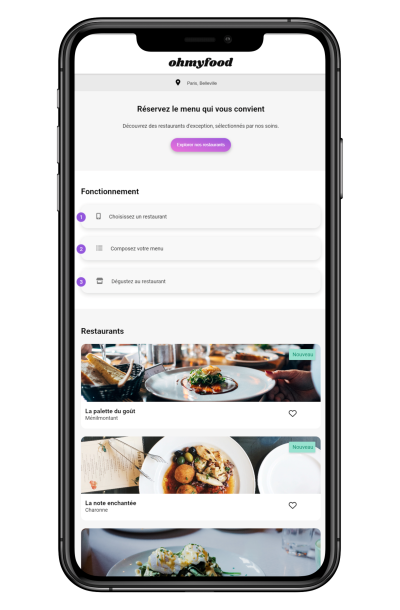 ohmyfood
Paris, Belleville
Réservez le menu qui vous convient
Découvrez des restaurants d'exception, sélectionnés par nos soins.
Explorer nos restaurants
Fonctionnement
1 Choisissez un restaurant
2 Composez votre menu
3 Dégustez au restaurant
Restaurants
Nouveau
La palette du goût
Ménilmontant
Nouveau
La note enchantée
Charonne